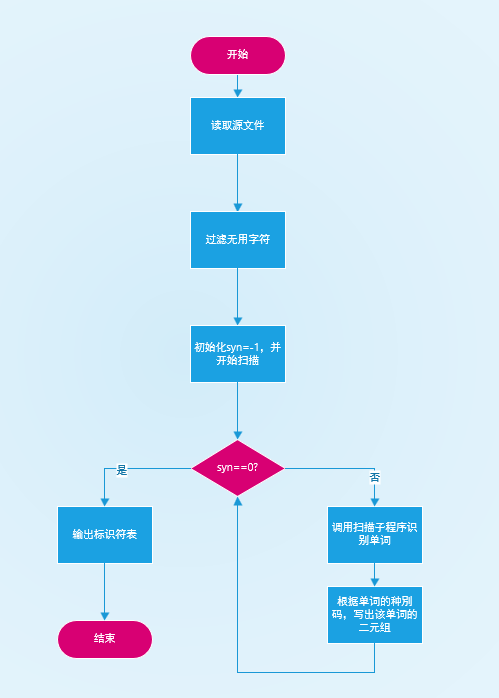 开始
读取源文件
过滤无用字符
初始化syn=-1，并
开始扫描
syn==0?
是
否
输出标识符表
调用扫描子程序识
别单词
根据单词的种别
码，写出该单词的
二元组
结束